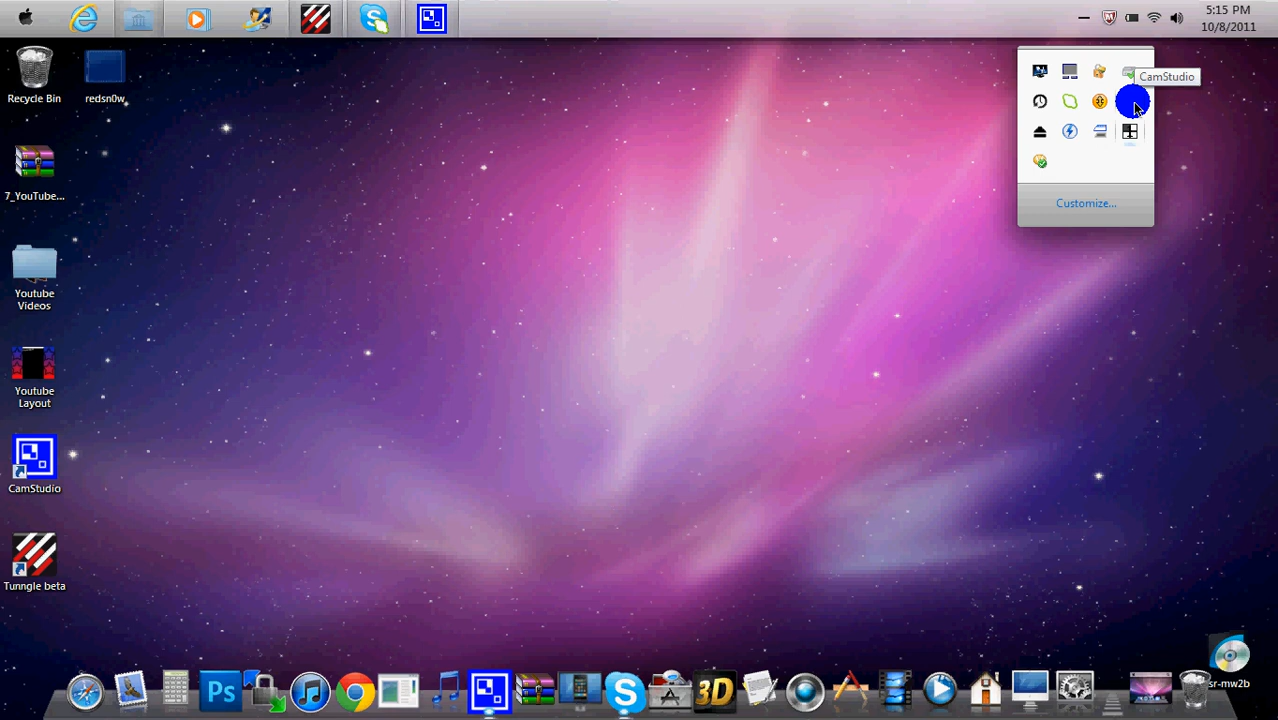 5:15 PM
10/8/2011
CamStudio
Customize...
Recycle Bin
redsn0w
7_YouTube...
Youtube
Videos
Youtube
Layout
CamStudio
Tunngle beta
Ps
3D
sr-mw2b